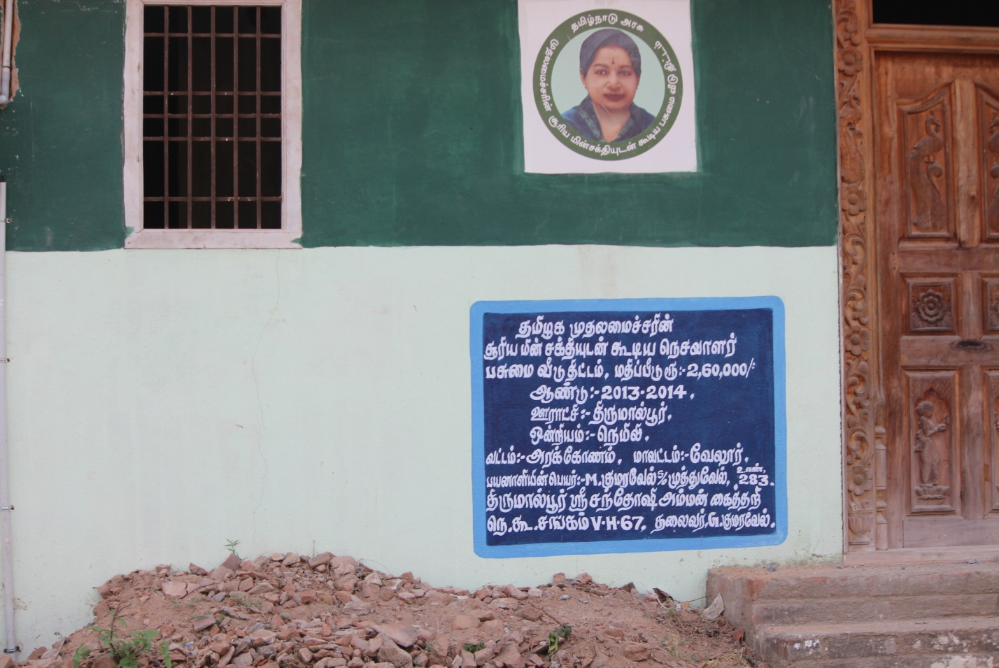 தமிழ்நாடு அரசு
முதலமைச்சரின் சூரிய மின்சக்தியுடன் கூடிய பசுமை வீடு திட்டம்
தமிழக முதலமைச்சரின்
சூரிய மின் சக்தியுடன் கூடிய நெசவாளர்
பசுமை வீடு திட்டம், மதிப்பீடு ரூ:-2,60,000/-
ஆண்டு:-2013-2014,
ஊராட்சி:- திருமால்பூர்,
ஒன்றியம்:-நெமிலி,
வட்டம்:-அரக்கோணம், மாவட்டம்:-வேலூர்,
பயனாளியின் பெயர்:-M.குமரவேல் S/o முத்துவேல், உ.எண். 283.
திருமால்பூர் ஸ்ரீ சந்தோஷி அம்மன் கைத்தறி
நெ.கூ.சங்கம் V.H.67, தலைவர்,G.குமரவேல்.